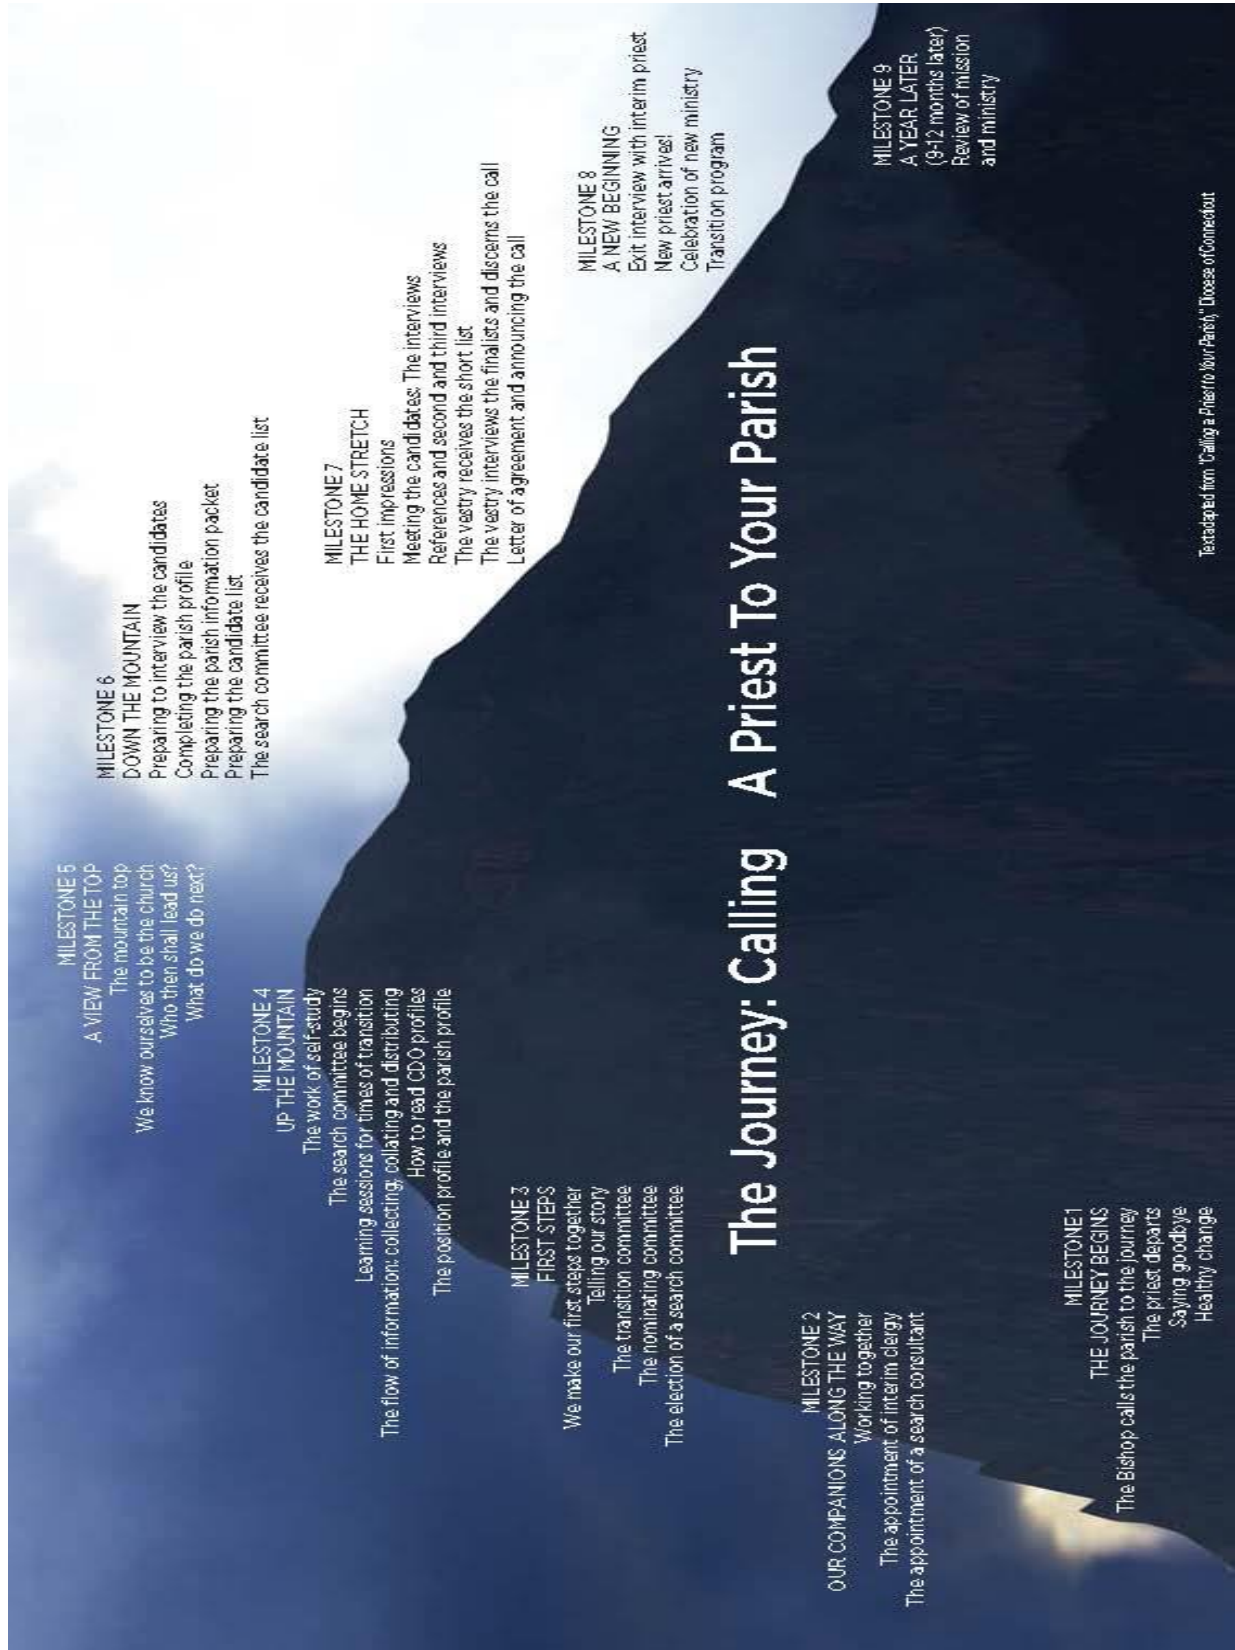 The Journey: Calling A Priest To Your Parish
MILESTONE 1
THE JOURNEY BEGINS
The Bishop calls the parish to the journey
The priest departs
Saying goodbye
Healthy change
MILESTONE 2
OUR COMPANIONS ALONG THE WAY
Working together
The appointment of interim clergy
The appointment of a search consultant
MILESTONE 3
FIRST STEPS
We make our first steps together
Telling our story
The transition committee
The nominating committee
The election of a search committee
MILESTONE 4
UP THE MOUNTAIN
The work of self-study
The search committee begins
Learning sessions for times of transition
The flow of information: collecting, collating and distributing
How to read CDO profiles
The position profile and the parish profile
MILESTONE 5
A VIEW FROM THE TOP
The mountain top
We know ourselves to be the church
Who then shall lead us?
What do we do next?
MILESTONE 6
DOWN THE MOUNTAIN
Preparing to interview the candidates
Completing the parish profile
Preparing the parish information packet
Preparing the candidate list
The search committee receives the candidate list
MILESTONE 7
THE HOME STRETCH
First impressions
Meeting the candidates: The interviews
References and second and third interviews
The vestry receives the short list
The vestry interviews the finalists and discerns the call
Letter of agreement and announcing the call
MILESTONE 8
A NEW BEGINNING
Exit interview with interim priest
New priest arrives!
Celebration of new ministry
Transition program
MILESTONE 9
A YEAR LATER
(9-12 months later)
Review of mission
and ministry
Text adapted from "Calling a Priest to Your Parish," Diocese of Connecticut